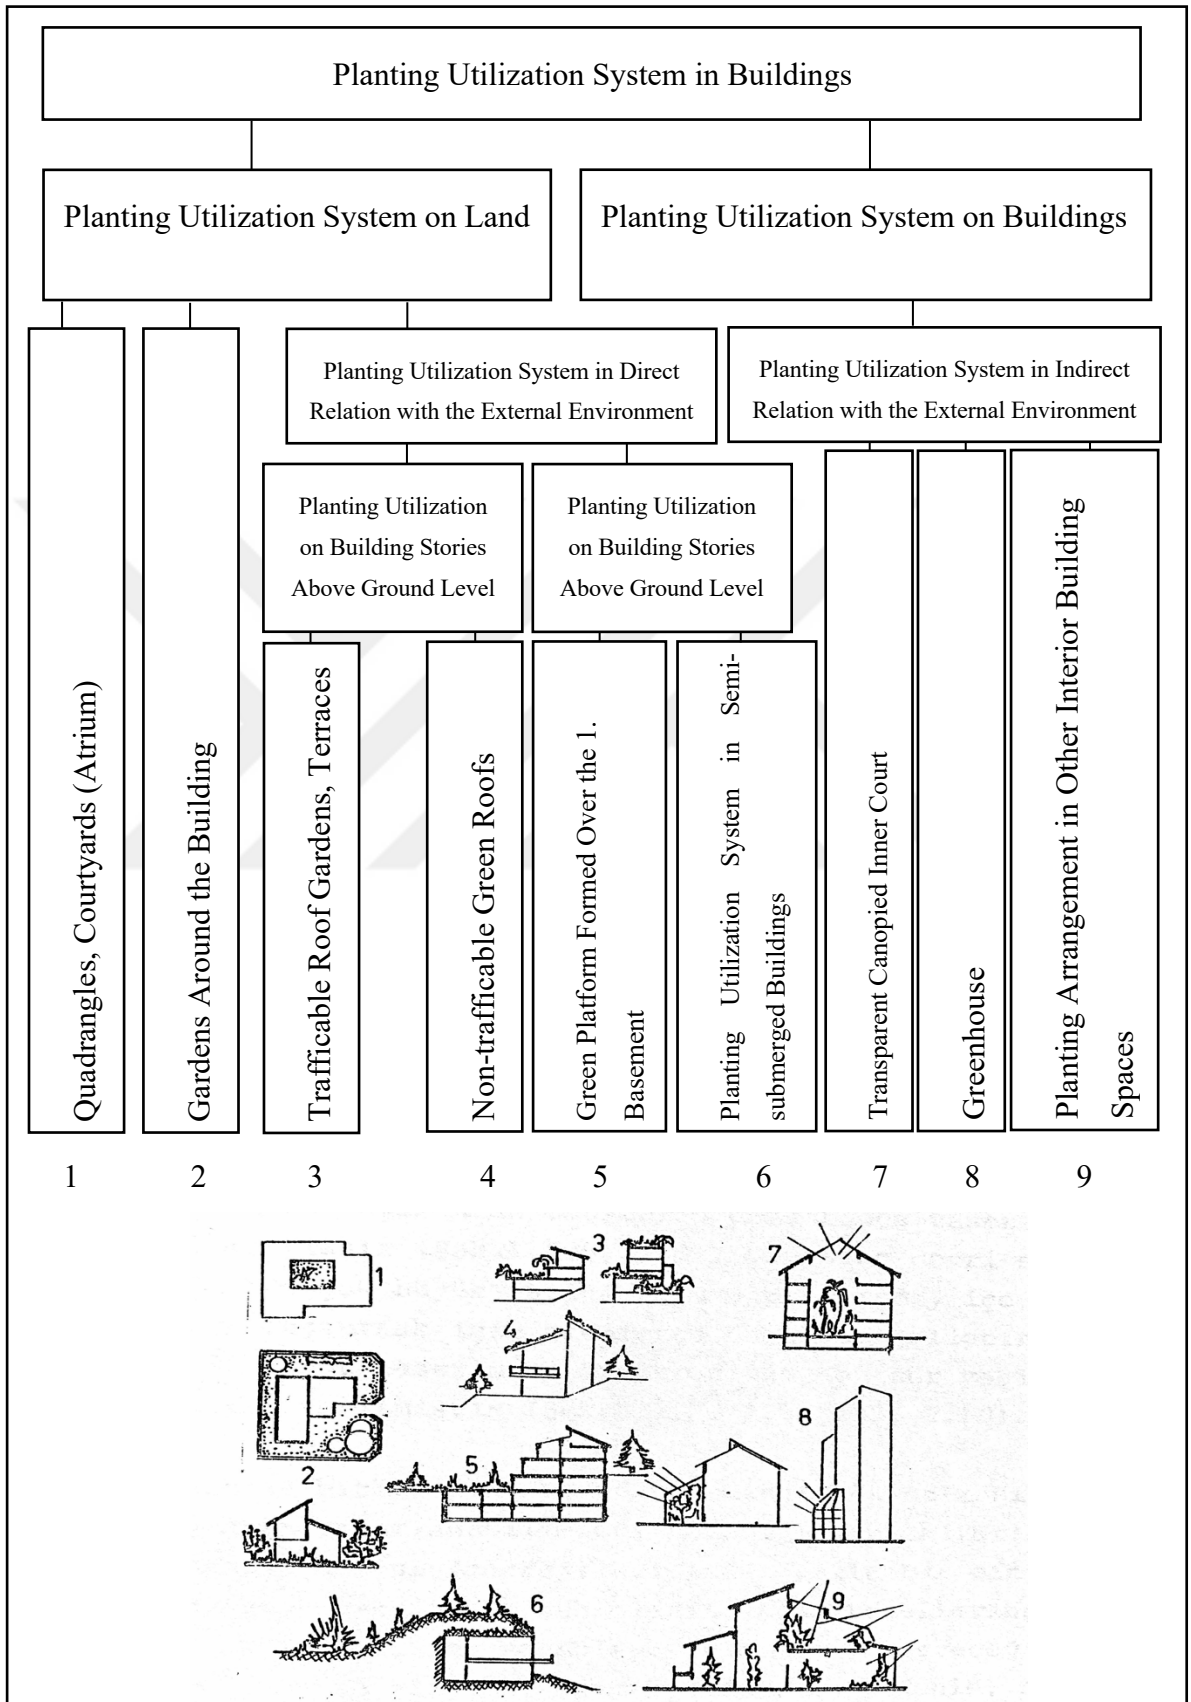 Planting Utilization System in Buildings
Planting Utilization System on Land
Planting Utilization System on Buildings
Planting Utilization System in Direct
Relation with the External Environment
Planting Utilization System in Indirect
Relation with the External Environment
Planting Utilization
on Building Stories
Above Ground Level
Planting Utilization
on Building Stories
Above Ground Level
Quadrangles, Courtyards (Atrium)
Gardens Around the Building
Trafficable Roof Gardens, Terraces
Non-trafficable Green Roofs
Green Platform Formed Over the 1.
Basement
Planting Utilization System in Semi-
submerged Buildings
Transparent Canopied Inner Court
Greenhouse
Planting Arrangement in Other Interior Building
Spaces
1 2 3 4 5 6 7 8 9
1
2
3
4
5
6
7
8
9